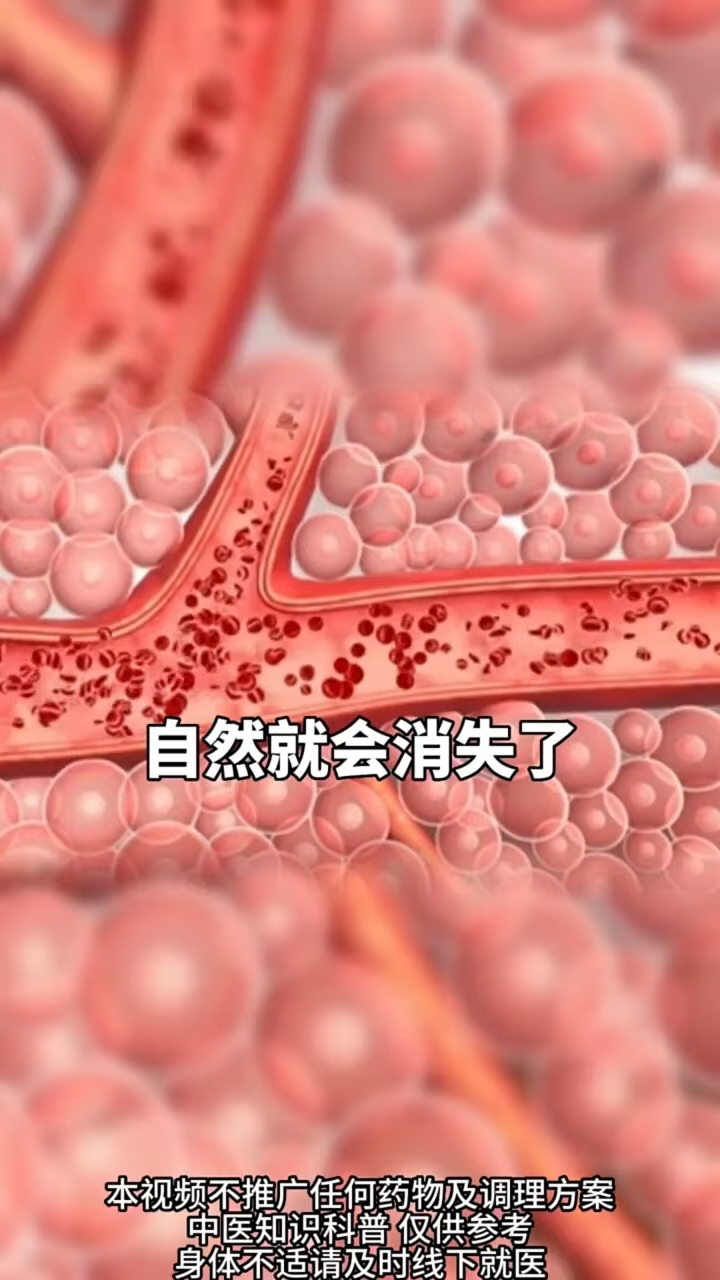 自然就会消失了
本视频不推广任何药物及调理方案
中医知识科普 仅供参考
身体不适请及时线下就医